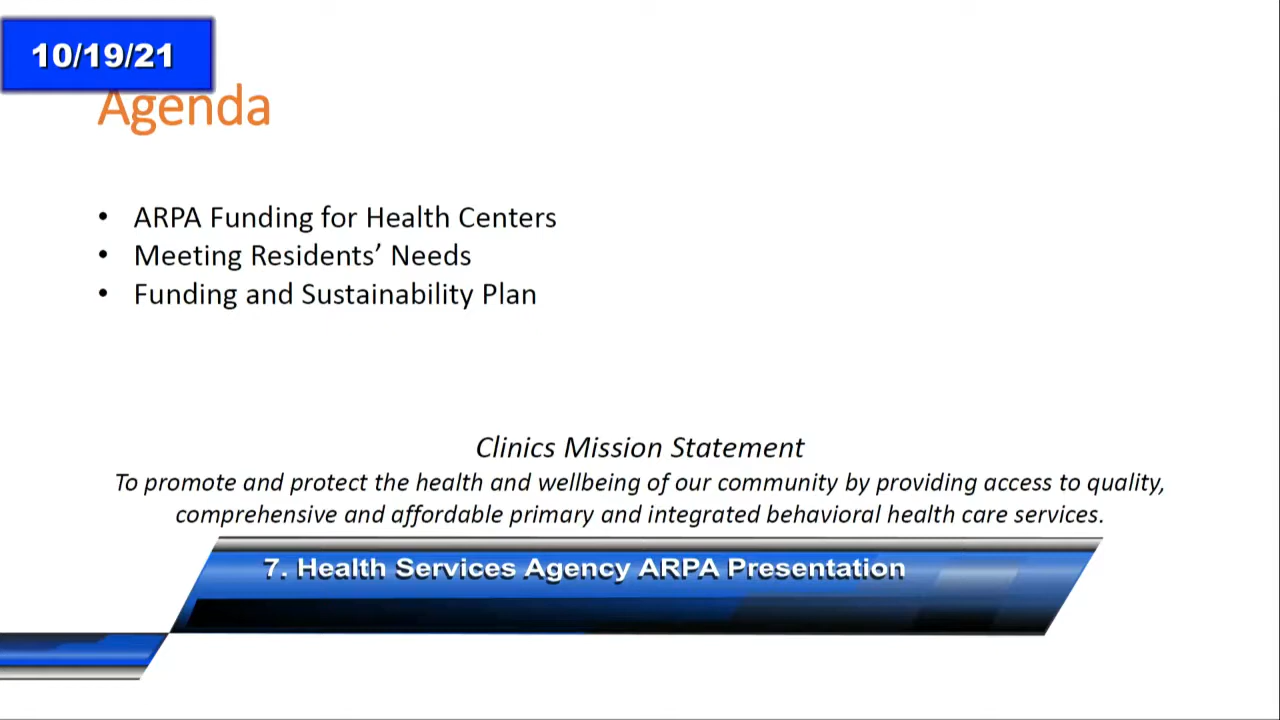 10/19/21
Agenda
• ARPA Funding for Health Centers
• Meeting Residents’ Needs
• Funding and Sustainability Plan
Clinics Mission Statement
To promote and protect the health and wellbeing of our community by providing access to quality,
comprehensive and affordable primary and integrated behavioral health care services.
7. Health Services Agency ARPA Presentation